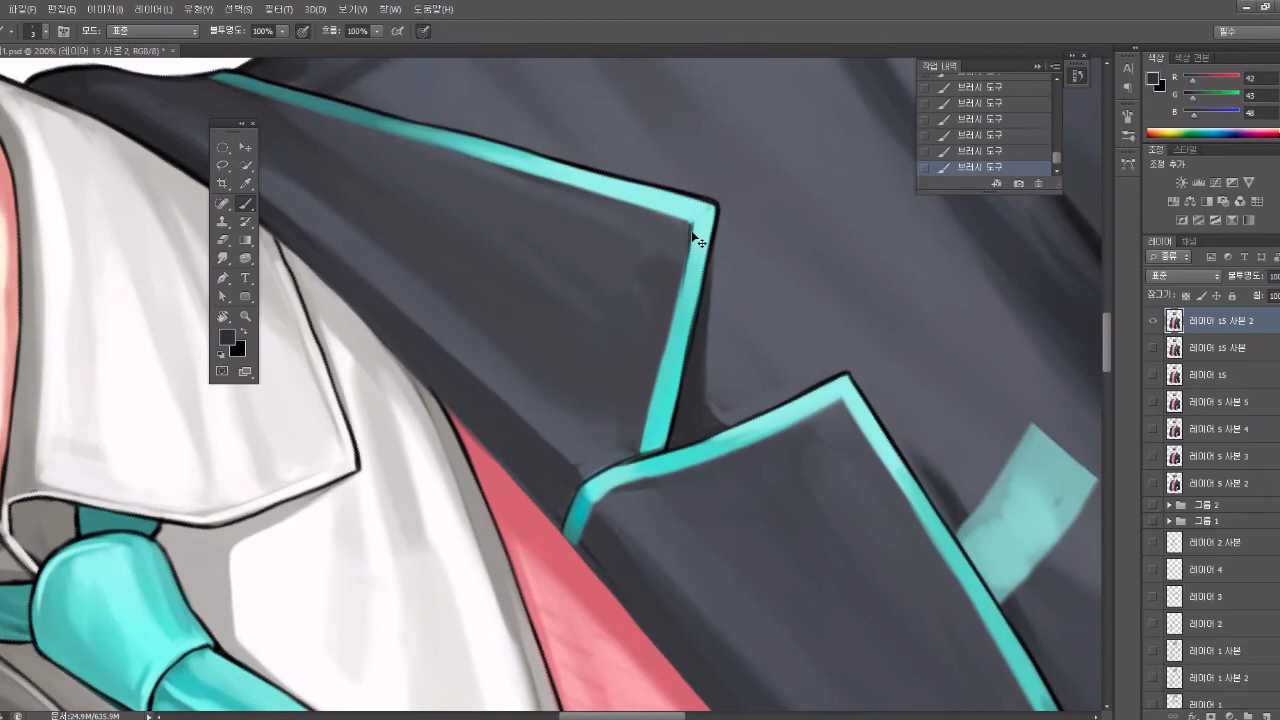 파일(F) 편집(E) 이미지(I) 레이어(L) 유형(Y) 선택(S) 필터(T) 3D(D) 보기(V) 창(W) 도움말(H)
3 모드: 표준 불투명도: 100% 흐름: 100% 필수
1.psd @ 200% (레이어 15 사본 2, RGB/8) * ×
작업 내역
브러시 도구
브러시 도구
브러시 도구
브러시 도구
브러시 도구
브러시 도구
색상 색상 견본
R 42
G 43
B 48
조정 스타일
조정 추가
레이어 채널
종류
표준 불투명도: 100
잠그기: 칠: 100
레이어 15 사본 2
레이어 15 사본
레이어 15
레이어 5 사본 5
레이어 5 사본 4
레이어 5 사본 3
레이어 5 사본 2
그룹 2
그룹 1
레이어 2 사본
레이어 4
레이어 3
레이어 2
레이어 1 사본
레이어 1 사본 2
레이어 1
문서:24.9M/635.9M